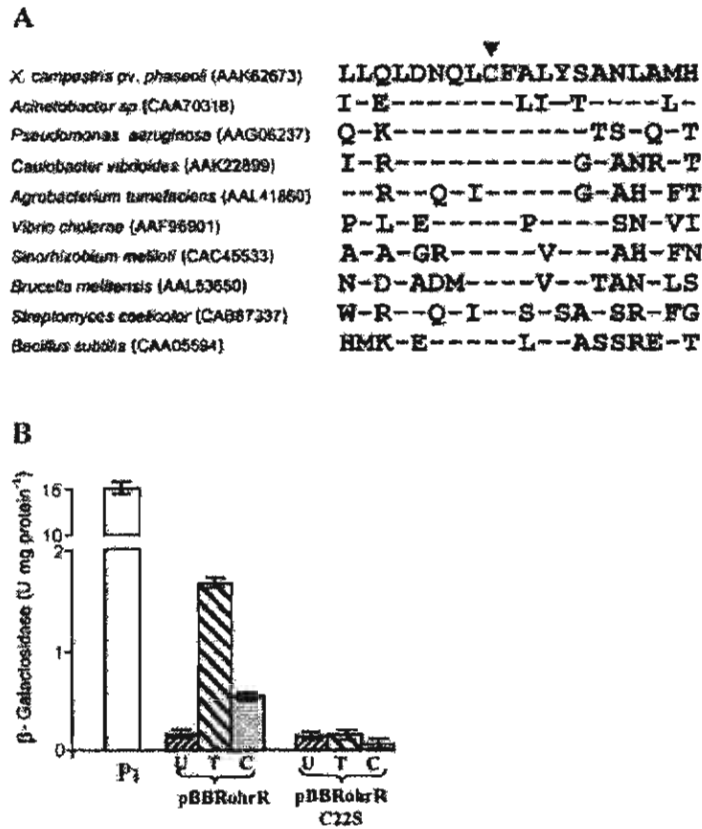 A
X. campestris pv. phaseoli (AAK62673) LLQLDNQLCFALYSANLAMH
Acinetobacter sp. (CAA70318) I-E-------LI-T----L-
Pseudomonas aeruginosa (AAG06237) Q-K-----------TS-Q-T
Caulobacter vibrioides (AAK22899) I-R----------G-ANR-T
Agrobacterium tumefaciens (AAL41860) --R--Q-I-----G-AH-FT
Vibrio cholerae (AAF96901) P-L-E-----P----SN-VI
Sinorhizobium meliloti (CAC45533) A-A-GR-----V---AH-FN
Brucella melitensis (AAL53650) N-D-ADM----V--TAN-LS
Streptomyces coelicolor (CAB87337) W-R--Q-I--S-SA-SR-FG
Bacillus subtilis (CAA05594) HMK-E-----L--ASSRE-T
B
β- Galactosidase (U mg protein-1)
15
10
2
1
0
P1
U T C
U T C
pBBRohrR
pBBRohrR
C22S